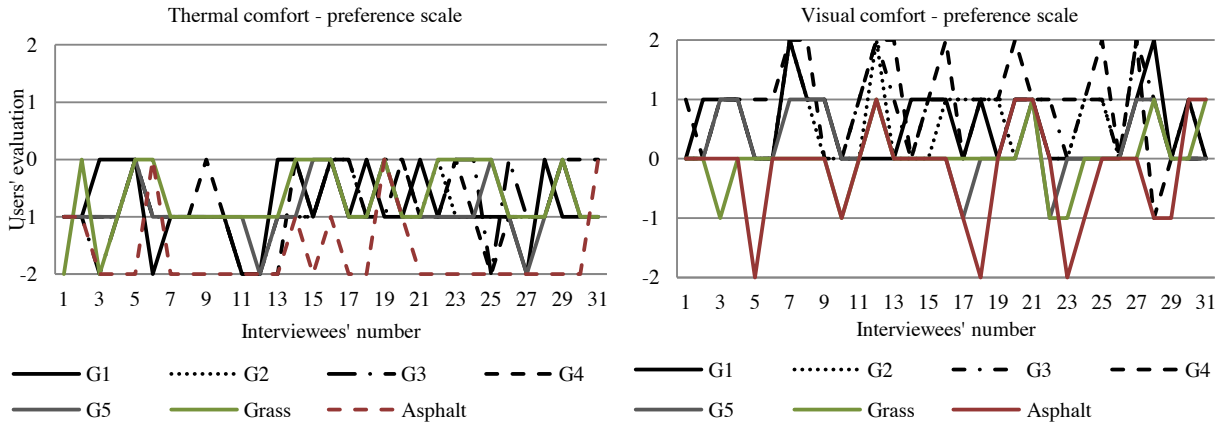 Thermal comfort - preference scale
Users' evaluation
2
1
0
-1
-2
1 3 5 7 9 11 13 15 17 19 21 23 25 27 29 31
Interviewees' number
G1 G2 G3 G4
G5 Grass Asphalt
Visual comfort - preference scale
2
1
0
-1
-2
1 3 5 7 9 11 13 15 17 19 21 23 25 27 29 31
Interviewees' number
G1 G2 G3 G4
G5 Grass Asphalt